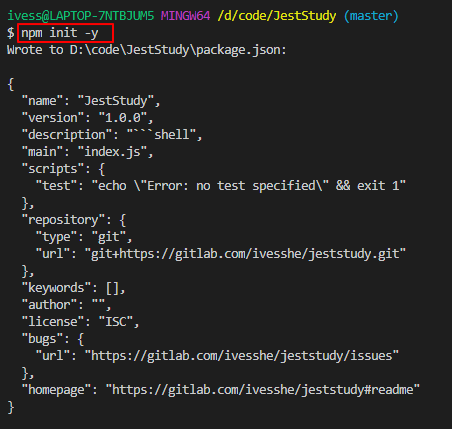 ivess@LAPTOP-7NTBJUM5 MINGW64 /d/code/JestStudy (master)
$ npm init -y
Wrote to D:\code\JestStudy\package.json:

{
  "name": "JestStudy",
  "version": "1.0.0",
  "description": "```shell",
  "main": "index.js",
  "scripts": {
    "test": "echo \"Error: no test specified\" && exit 1"
  },
  "repository": {
    "type": "git",
    "url": "git+https://gitlab.com/ivesshe/jeststudy.git"
  },
  "keywords": [],
  "author": "",
  "license": "ISC",
  "bugs": {
    "url": "https://gitlab.com/ivesshe/jeststudy/issues"
  },
  "homepage": "https://gitlab.com/ivesshe/jeststudy#readme"
}